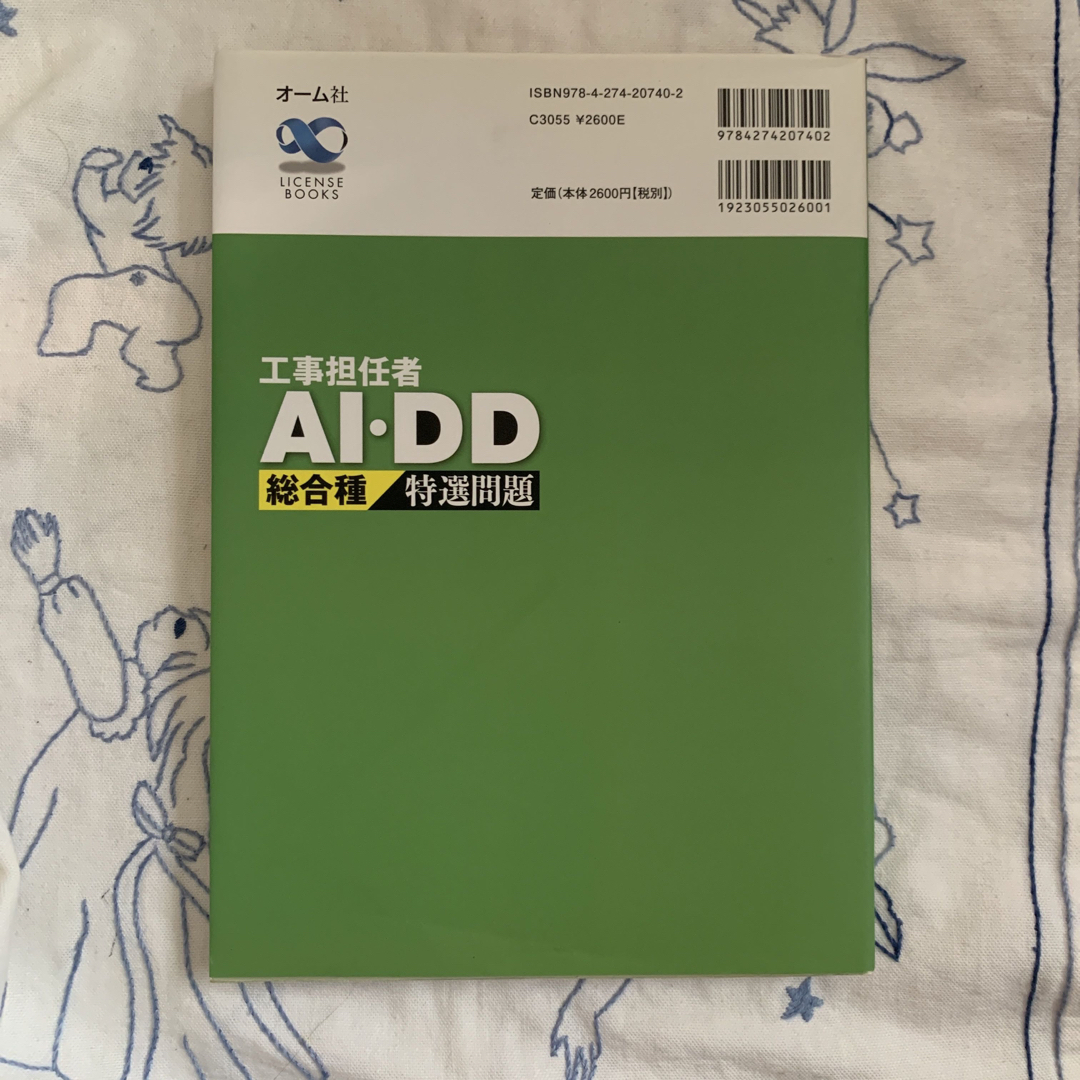 オーム社
LICENSE
BOOKS
ISBN978-4-274-20740-2
C3055 ¥2600E
定価(本体2600円【税別】)
9784274207402
1923055026001
工事担任者
AI・DD
総合種 特選問題